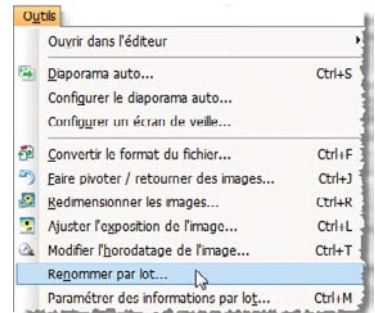 Outils
Ouvrir dans l'éditeur
Diaporama auto... Ctrl+S
Configurer le diaporama auto...
Configurer un écran de veille...
Convertir le format du fichier... Ctrl+F
Faire pivoter / retourner des images... Ctrl+J
Redimensionner les images... Ctrl+R
Ajuster l'exposition de l'image... Ctrl+L
Modifier l'horodatage de l'image... Ctrl+T
Renommer par lot...
Paramétrer des informations par lot... Ctrl+M